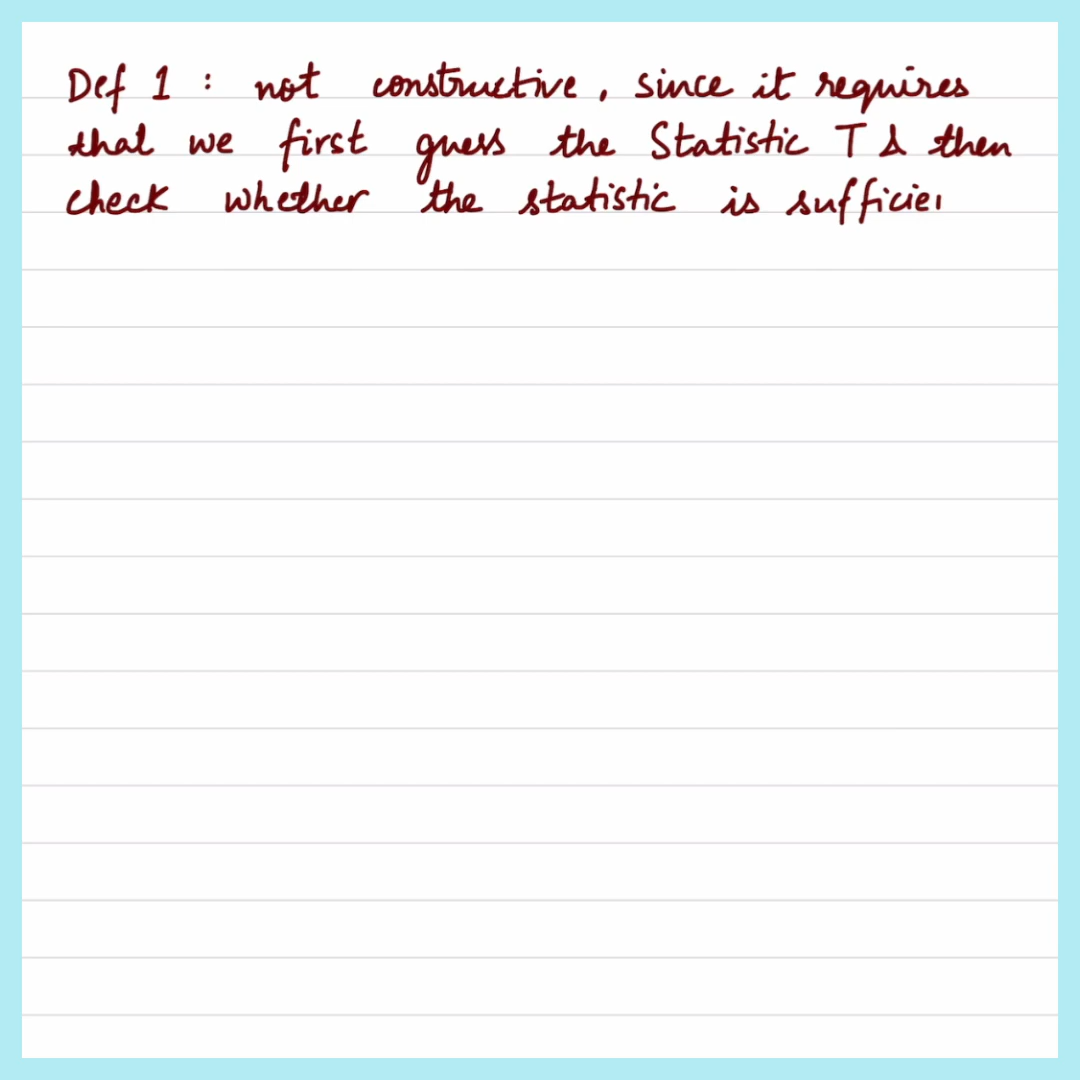 Def 1 : not constructive, since it requires
that we first guess the Statistic T & then
check whether the statistic is